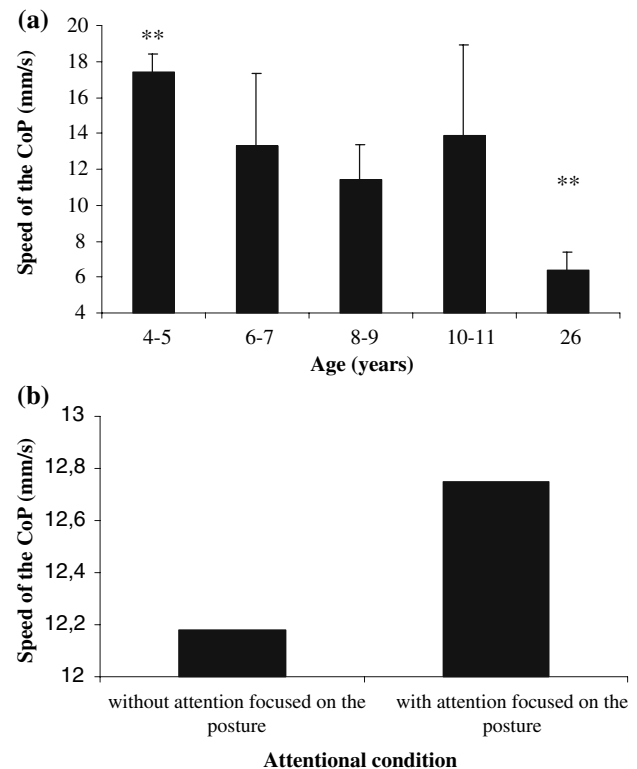 (a)
Speed of the CoP (mm/s)
20
18
16
14
12
10
8
6
4
**
**
4-5 6-7 8-9 10-11 26
Age (years)
(b)
Speed of the CoP (mm/s)
13
12,8
12,6
12,4
12,2
12
without attention focused on the
posture
with attention focused on the
posture
Attentional condition